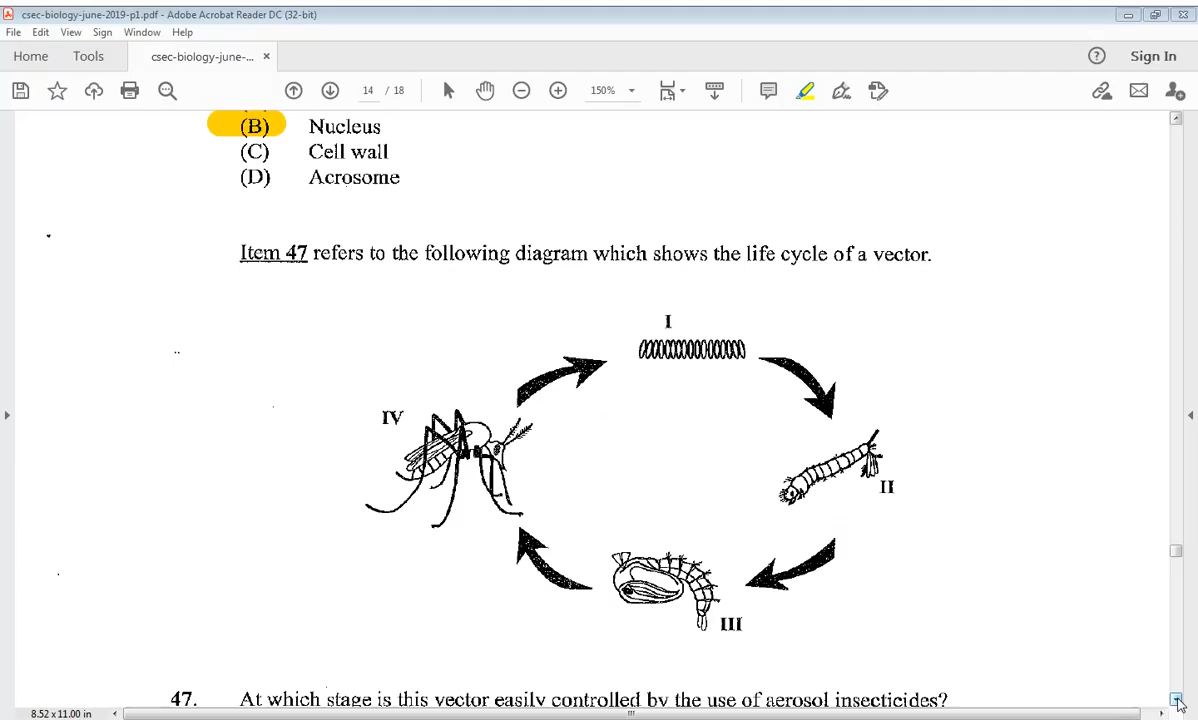 csec-biology-june-2019-p1.pdf - Adobe Acrobat Reader DC (32-bit)
File Edit View Sign Window Help
Home Tools csec-biology-june-... ×
14 / 18 150%
Sign In
(B) Nucleus
(C) Cell wall
(D) Acrosome
Item 47 refers to the following diagram which shows the life cycle of a vector.
I
IV
II
III
47. At which stage is this vector easily controlled by the use of aerosol insecticides?
8.52 x 11.00 in